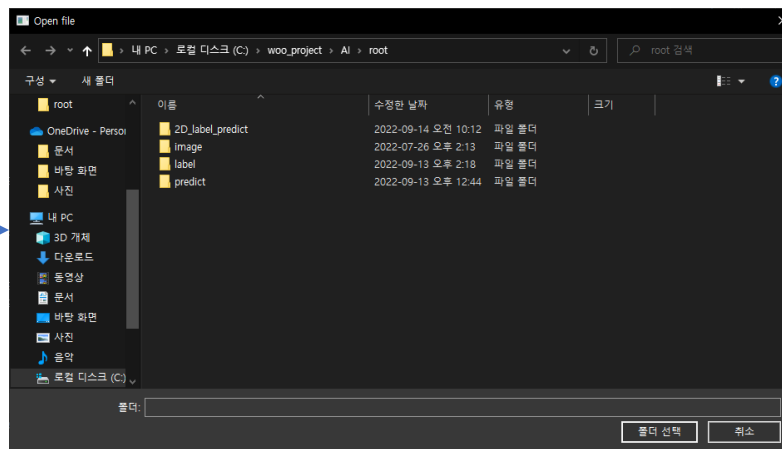 Open file
내 PC › 로컬 디스크 (C:) › woo_project › AI › root
root 검색
구성 새 폴더
root
OneDrive - Person
문서
바탕 화면
사진
내 PC
3D 개체
다운로드
동영상
문서
바탕 화면
사진
음악
로컬 디스크 (C:)
이름 수정한 날짜 유형 크기
2D_label_predict 2022-09-14 오전 10:12 파일 폴더
image 2022-07-26 오후 2:13 파일 폴더
label 2022-09-13 오후 2:18 파일 폴더
predict 2022-09-13 오후 12:44 파일 폴더
폴더:
폴더 선택 취소